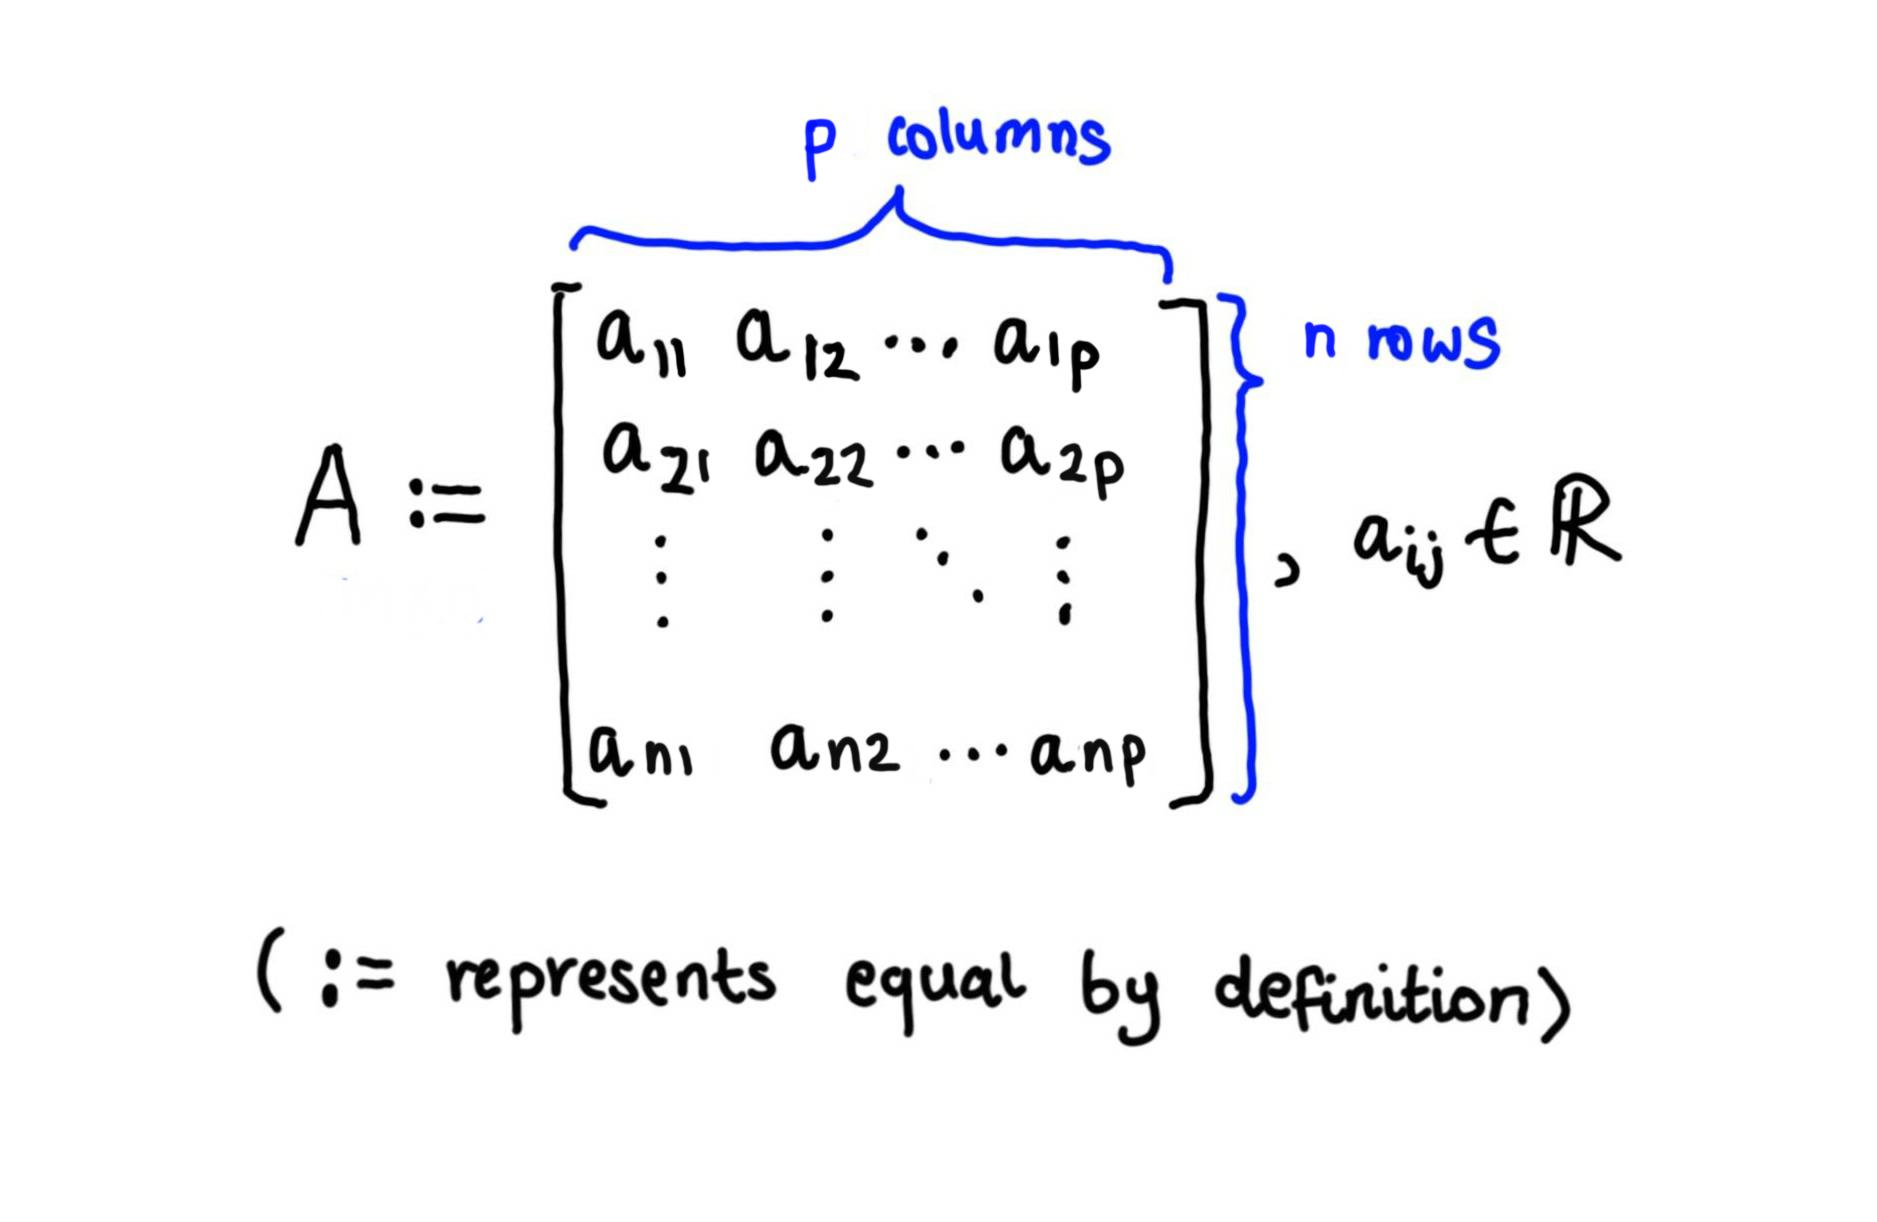 p columns
a₁₁ a₁₂ ⋯ a₁ₚ
n rows
a₂₁ a₂₂ ⋯ a₂ₚ
A :=
⋮ ⋮ ⋱ ⋮
, aᵢⱼ ∈ ℝ
aₙ₁ aₙ₂ ⋯ aₙₚ
( := represents equal by definition)